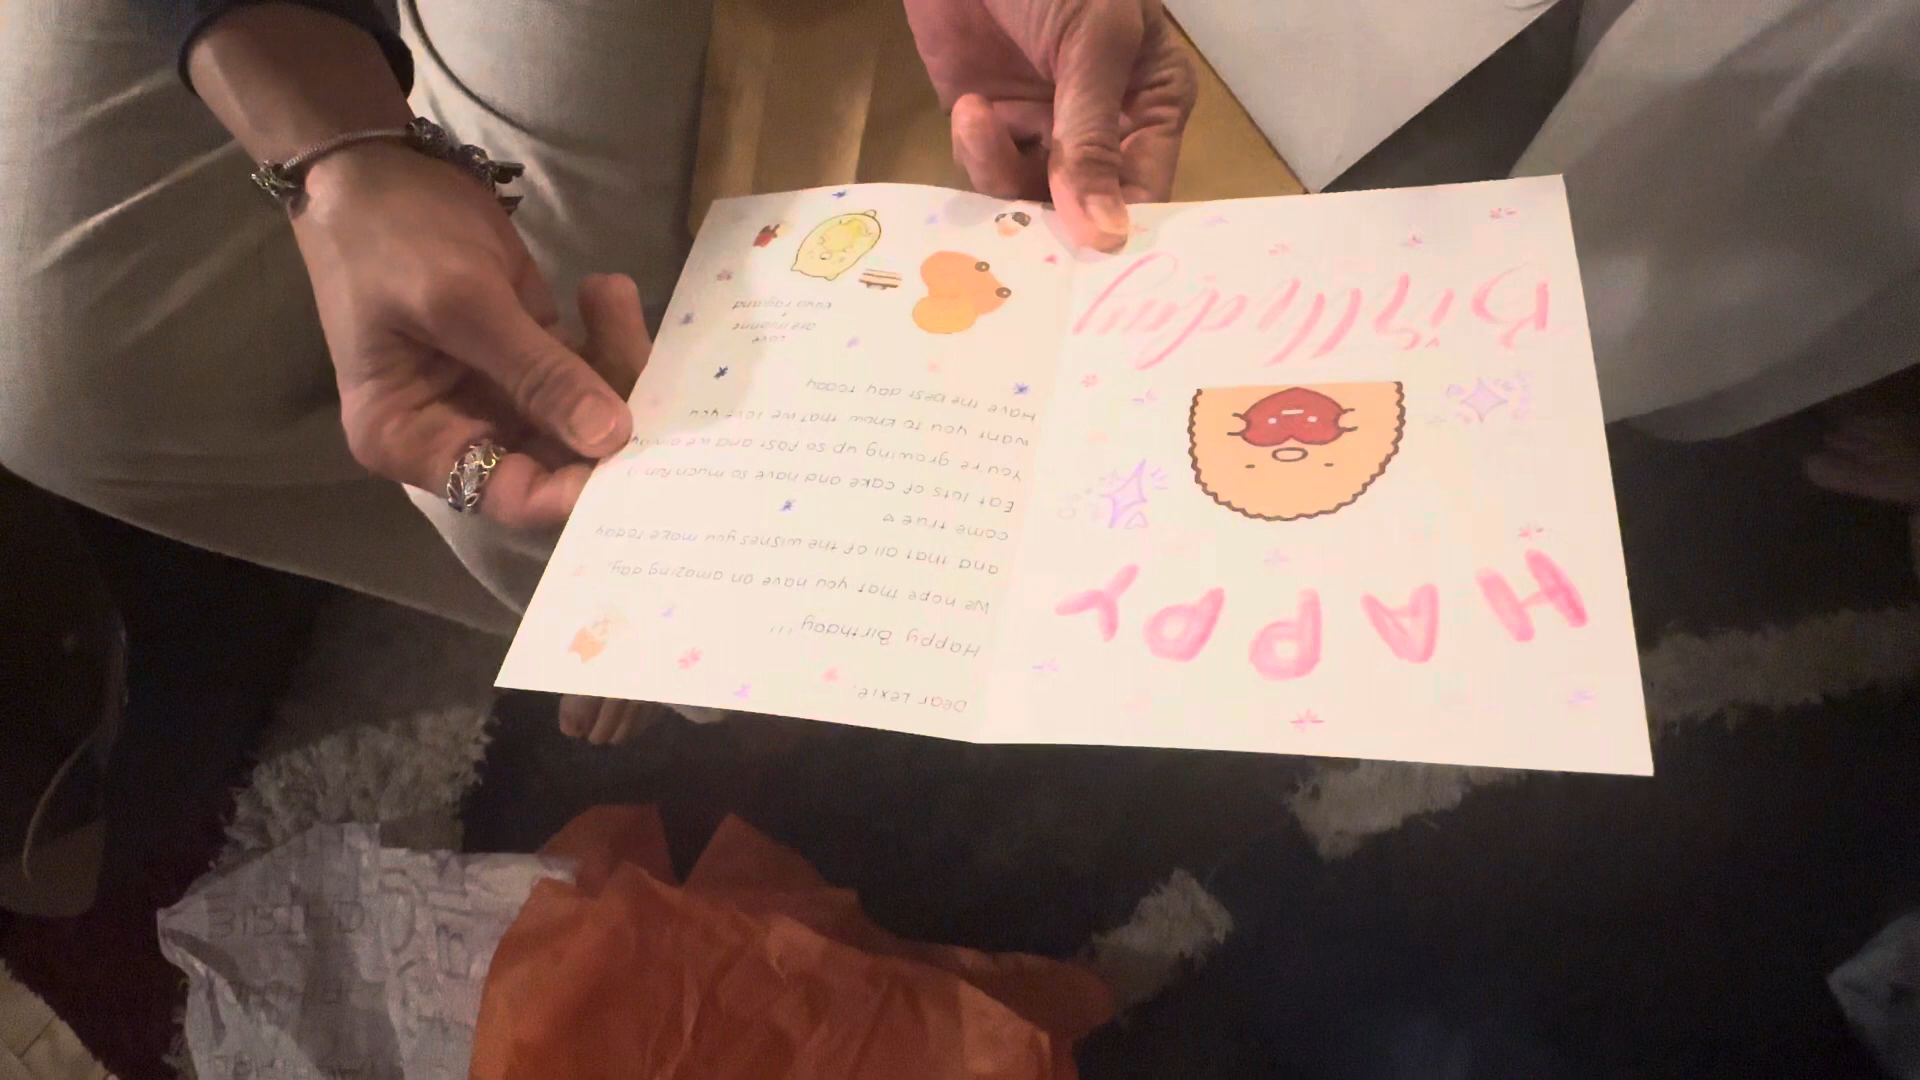 HAPPY
Birthday
Dear Lexie,
Happy Birthday!!!
We hope that you have an amazing day,
and that all of the wishes you make today
come true ♡
Eat lots of cake and have so much fun :)
You're growing up so fast and we always
want you to know that we love you
Have the best day today
Love
+